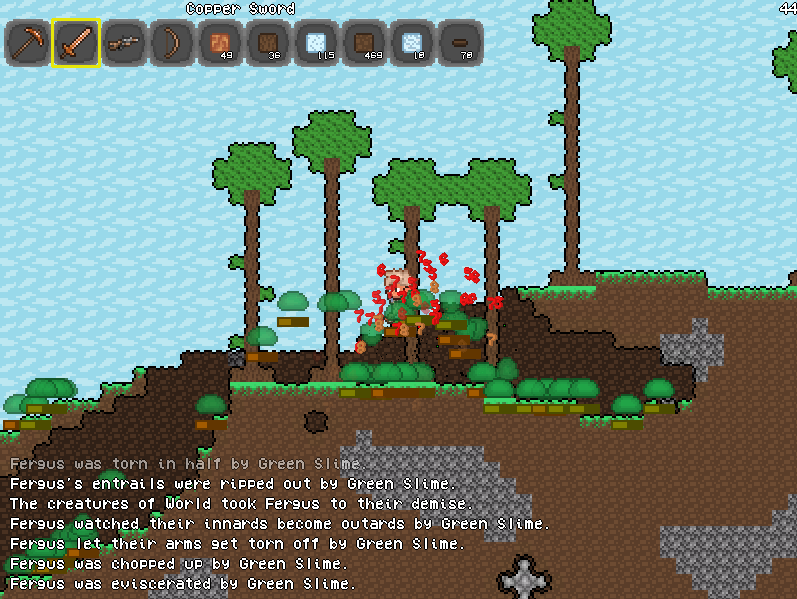 Copper Sword
44
49 36 115 469 10 70
Fergus was torn in half by Green Slime.
Fergus's entrails were ripped out by Green Slime.
The creatures of World took Fergus to their demise.
Fergus watched their innards become outards by Green Slime.
Fergus let their arms get torn off by Green Slime.
Fergus was chopped up by Green Slime.
Fergus was eviscerated by Green Slime.